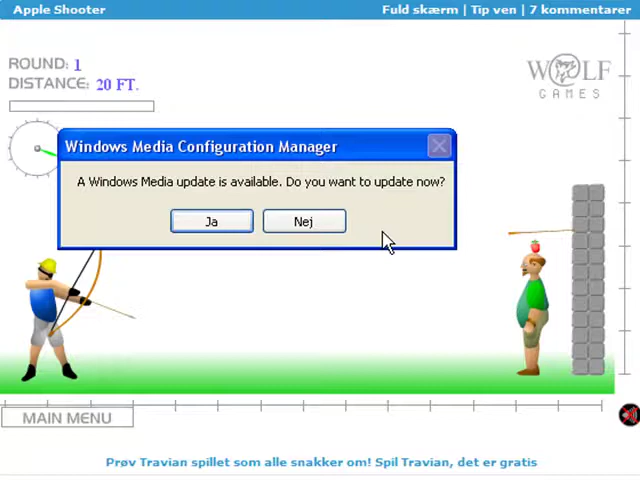 Apple Shooter
Fuld skærm | Tip ven | 7 kommentarer
ROUND: 1
DISTANCE: 20 FT.
W@LF
GAMES
Windows Media Configuration Manager
A Windows Media update is available. Do you want to update now?
Ja
Nej
MAIN MENU
Prøv Travian spillet som alle snakker om! Spil Travian, det er gratis